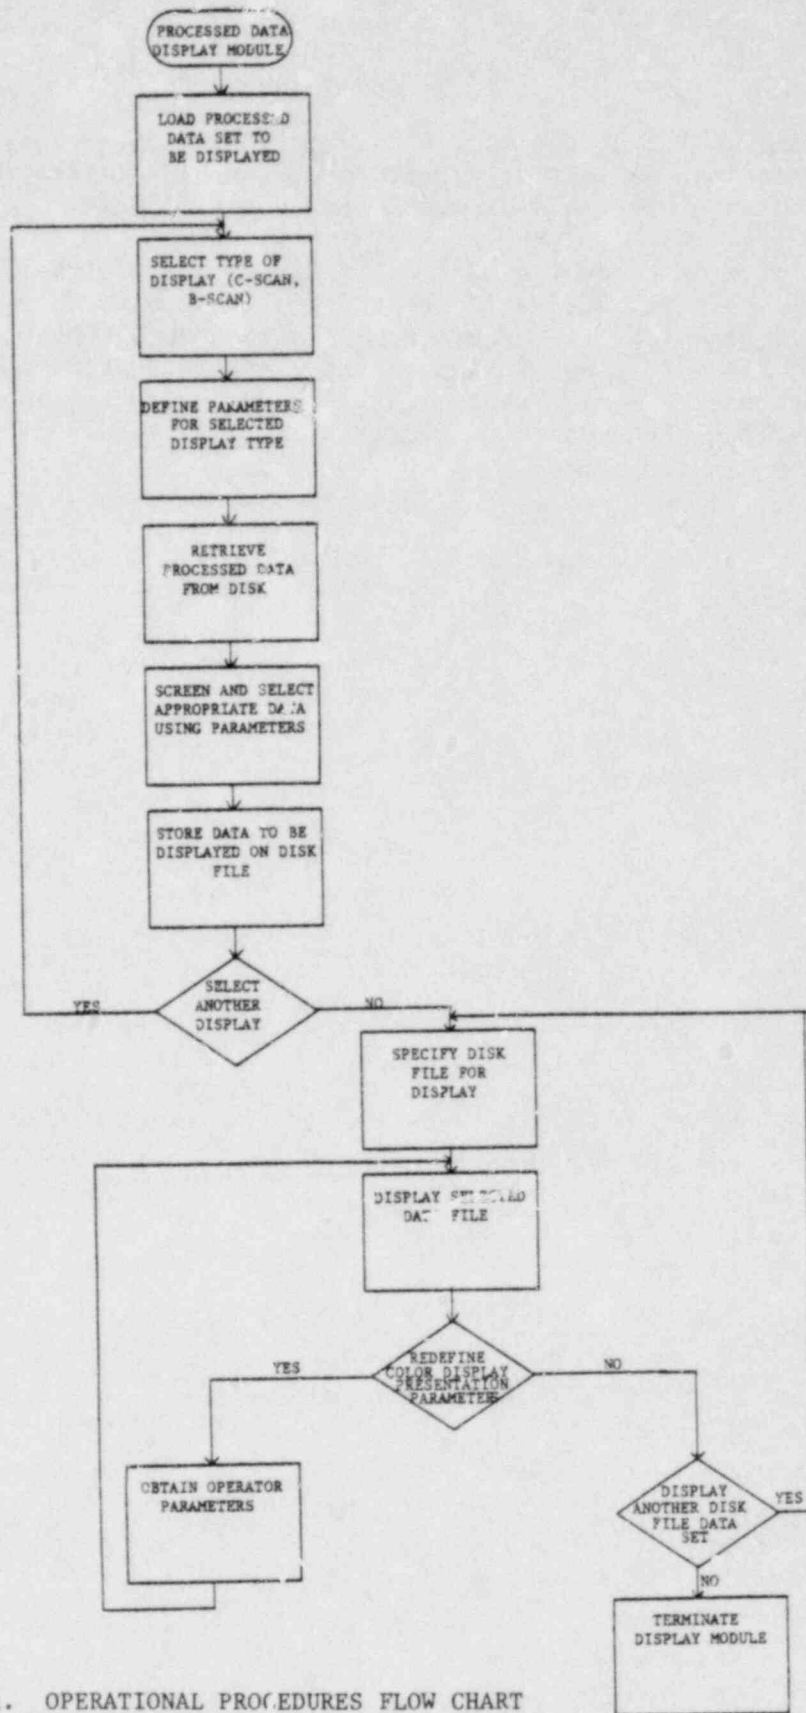 PROCESSED DATA
DISPLAY MODULE
LOAD PROCESSED
DATA SET TO
BE DISPLAYED
SELECT TYPE OF
DISPLAY (C-SCAN,
B-SCAN)
DEFINE PARAMETERS
FOR SELECTED
DISPLAY TYPE
RETRIEVE
PROCESSED DATA
FROM DISK
SCREEN AND SELECT
APPROPRIATE DATA
USING PARAMETERS
STORE DATA TO BE
DISPLAYED ON DISK
FILE
SELECT
ANOTHER
DISPLAY
YES
NO
SPECIFY DISK
FILE FOR
DISPLAY
DISPLAY SELECTED
DATA FILE
REDEFINE
COLOR DISPLAY
PRESENTATION
PARAMETERS
YES
NO
OBTAIN OPERATOR
PARAMETERS
DISPLAY
ANOTHER DISK
FILE DATA
SET
YES
NO
TERMINATE
DISPLAY MODULE
. OPERATIONAL PROCEDURES FLOW CHART